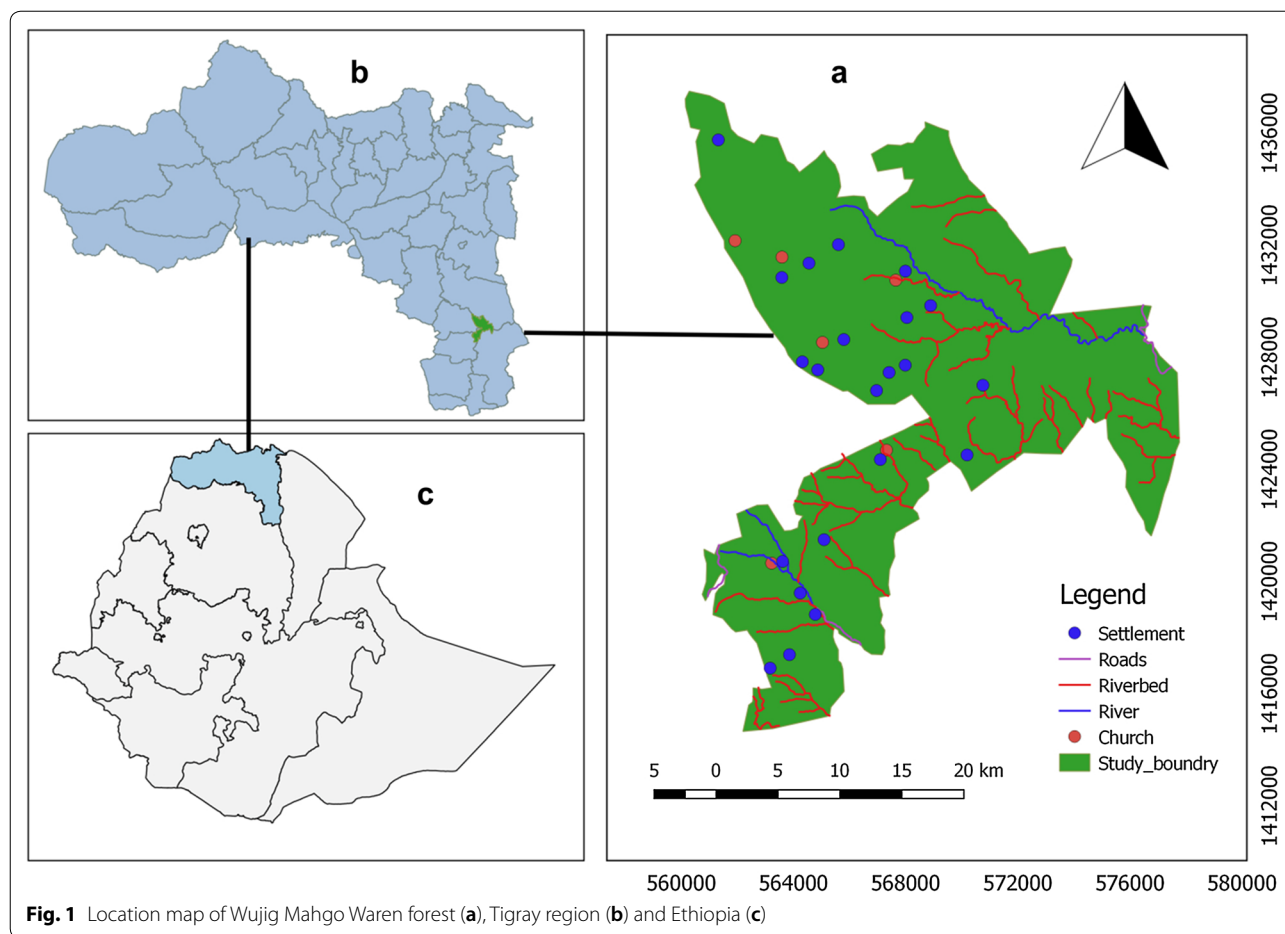 b
a
c
1436000
1432000
1428000
1424000
1420000
1416000
1412000
Legend
Settlement
Roads
Riverbed
River
Church
Study_boundry
5 0 5 10 15 20 km
560000 564000 568000 572000 576000 580000
Fig. 1 Location map of Wujig Mahgo Waren forest (a), Tigray region (b) and Ethiopia (c)